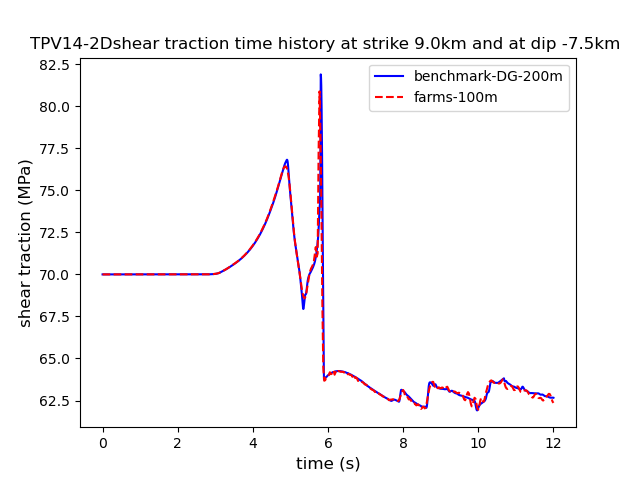 TPV14-2Dshear traction time history at strike 9.0km and at dip -7.5km
benchmark-DG-200m
farms-100m
shear traction (MPa)
82.5
80.0
77.5
75.0
72.5
70.0
67.5
65.0
62.5
0 2 4 6 8 10 12
time (s)